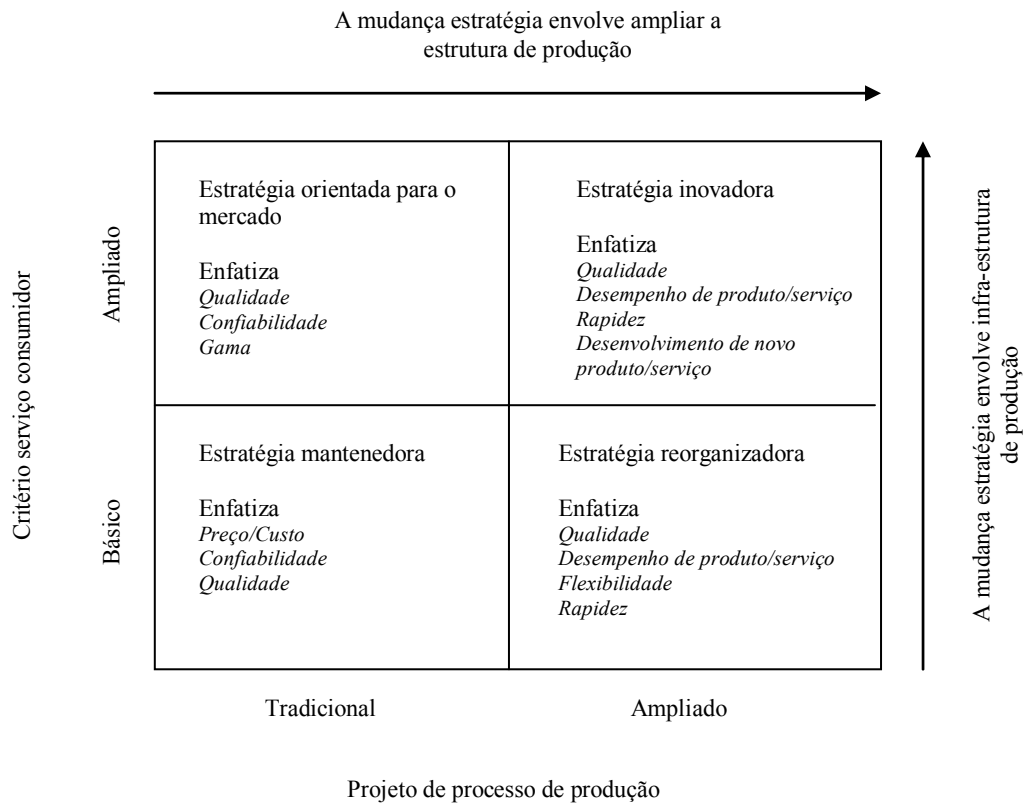 A mudança estratégia envolve ampliar a
estrutura de produção
Estratégia orientada para o
mercado
Enfatiza
Qualidade
Confiabilidade
Gama
Estratégia inovadora
Enfatiza
Qualidade
Desempenho de produto/serviço
Rapidez
Desenvolvimento de novo
produto/serviço
Estratégia mantenedora
Enfatiza
Preço/Custo
Confiabilidade
Qualidade
Estratégia reorganizadora
Enfatiza
Qualidade
Desempenho de produto/serviço
Flexibilidade
Rapidez
Critério serviço consumidor
Ampliado
Básico
A mudança estratégia envolve infra-estrutura
de produção
Tradicional
Ampliado
Projeto de processo de produção